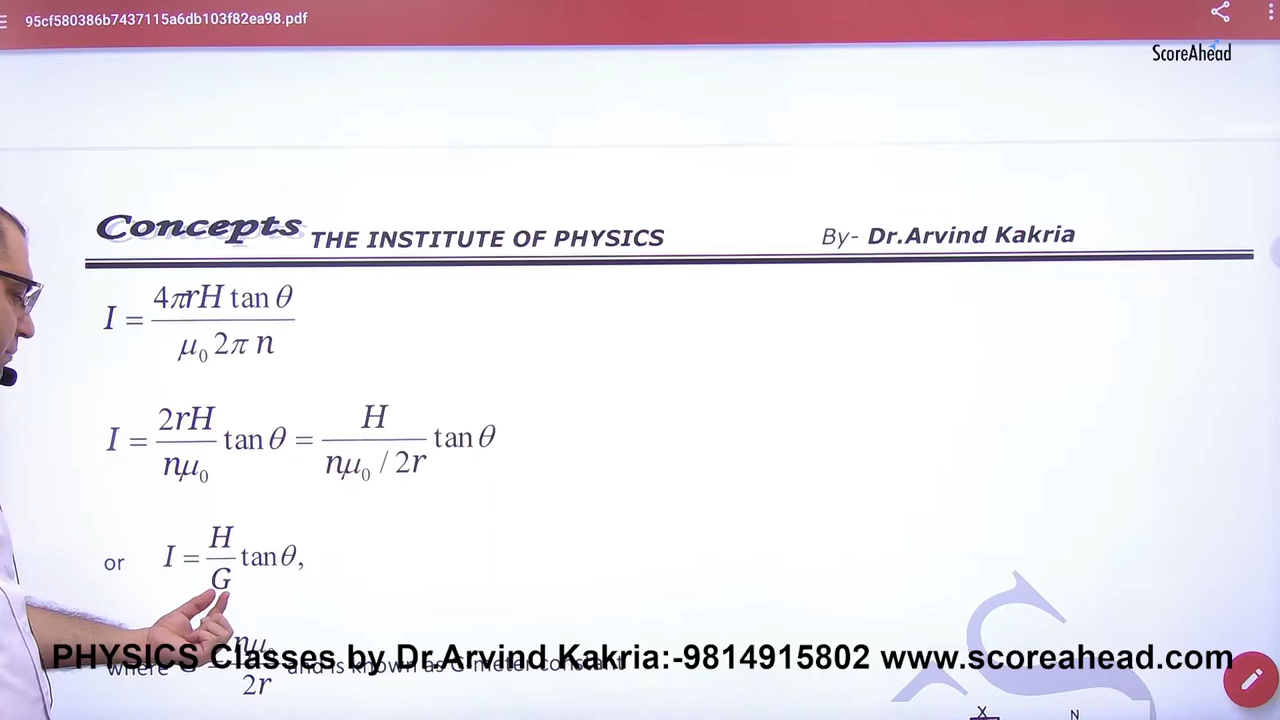 95cf580386b7437115a6db103f82ea98.pdf
ScoreAhead
Concepts THE INSTITUTE OF PHYSICS By- Dr.Arvind Kakria
I = 4πrH tan θ / μ₀ 2π n
I = 2rH / nμ₀ tan θ = H / nμ₀ / 2r tan θ
or I = H / G tan θ,
where G nμ₀ / 2r and is known as G meter constant
PHYSICS Classes by Dr.Arvind Kakria:-9814915802 www.scoreahead.com
X N